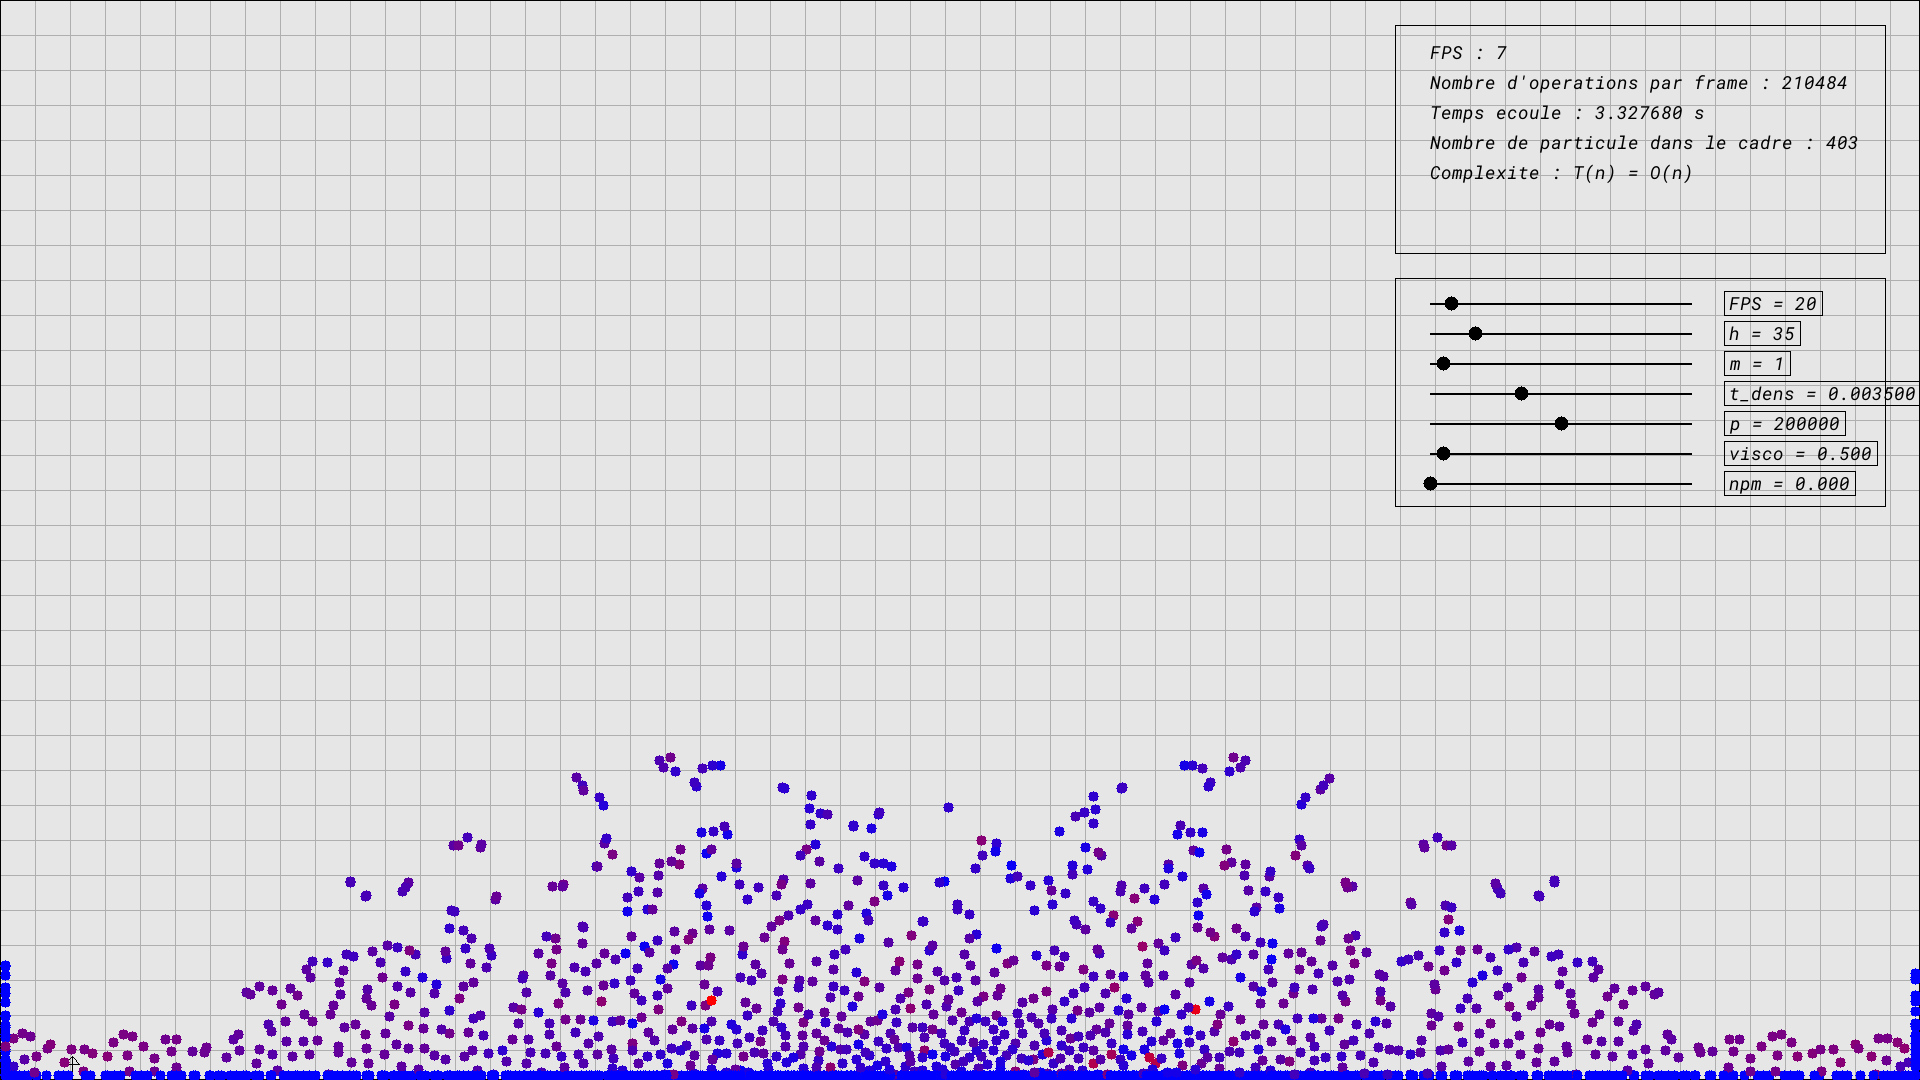 FPS : 7
Nombre d'operations par frame : 210484
Temps ecoule : 3.327680 s
Nombre de particule dans le cadre : 403
Complexite : T(n) = O(n)
FPS = 20
h = 35
m = 1
t_dens = 0.003500
p = 200000
visco = 0.500
npm = 0.000